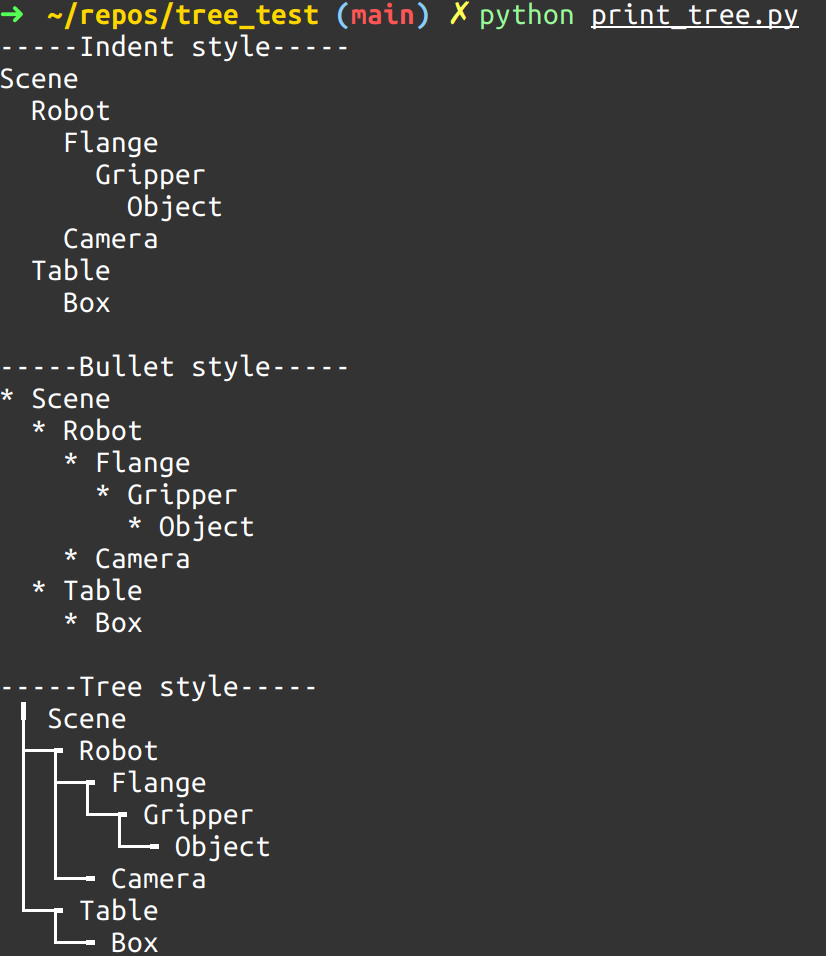 ➜  ~/repos/tree_test (main) ✗ python print_tree.py
-----Indent style-----
Scene
  Robot
    Flange
      Gripper
        Object
    Camera
  Table
    Box

-----Bullet style-----
* Scene
  * Robot
    * Flange
      * Gripper
        * Object
    * Camera
  * Table
    * Box

-----Tree style-----
 ╿ Scene
 ├─╼ Robot
 │ ├─╼ Flange
 │ │ └─╼ Gripper
 │ │   └─╼ Object
 │ └─╼ Camera
 └─╼ Table
   └─╼ Box